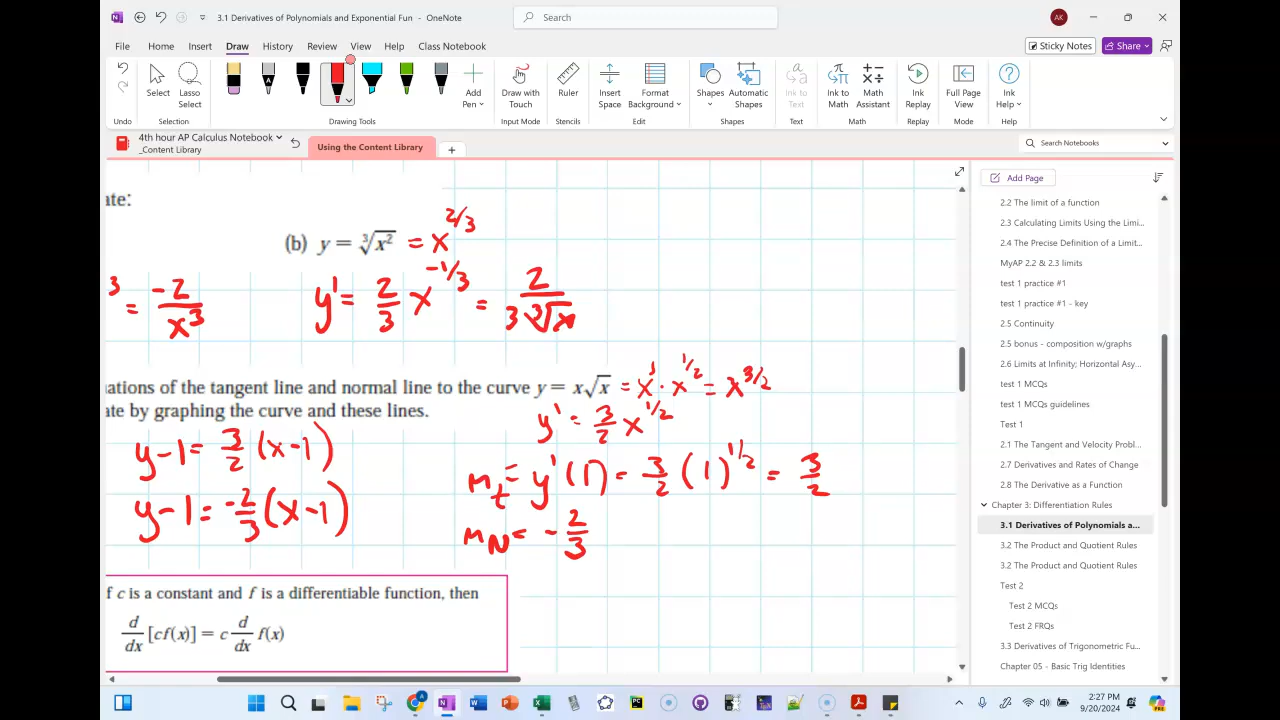 3.1 Derivatives of Polynomials and Exponential Fun - OneNote
Search
AK
File Home Insert Draw History Review View Help Class Notebook
Sticky Notes
Share
Undo
Select
Lasso Select
Add Pen
Draw with Touch
Ruler
Insert Space
Format Background
Shapes
Automatic Shapes
Ink to Text
Ink to Math
Math Assistant
Ink Replay
Full Page View
Ink Help
Undo Selection Drawing Tools Input Mode Stencils Edit Shapes Text Math Replay Mode Help
4th hour AP Calculus Notebook
_Content Library
Using the Content Library
Search Notebooks
Add Page
ate:
(b) y = ∛x² = x^(2/3)
3 = -2/x³
y' = 2/3 x^(-1/3) = 2/(3∛x)
uations of the tangent line and normal line to the curve y = x√x = x¹ · x^(1/2) = x^(3/2)
ate by graphing the curve and these lines.
y' = 3/2 x^(1/2)
y-1 = 3/2 (x-1)
m_t = y'(1) = 3/2 (1)^(1/2) = 3/2
y-1 = -2/3 (x-1)
m_N = -2/3
f c is a constant and f is a differentiable function, then
d/dx [cf(x)] = c d/dx f(x)
2.2 The limit of a function
2.3 Calculating Limits Using the Limi...
2.4 The Precise Definition of a Limit...
MyAP 2.2 & 2.3 limits
test 1 practice #1
test 1 practice #1 - key
2.5 Continuity
2.5 bonus - composition w/graphs
2.6 Limits at Infinity; Horizontal Asy...
test 1 MCQs
test 1 MCQs guidelines
Test 1
2.1 The Tangent and Velocity Probl...
2.7 Derivatives and Rates of Change
2.8 The Derivative as a Function
Chapter 3: Differentiation Rules
3.1 Derivatives of Polynomials a...
3.2 The Product and Quotient Rules
3.2 The Product and Quotient Rules
Test 2
Test 2 MCQs
Test 2 FRQs
3.3 Derivatives of Trigonometric Fu...
Chapter 05 - Basic Trig Identities
2:27 PM
9/20/2024